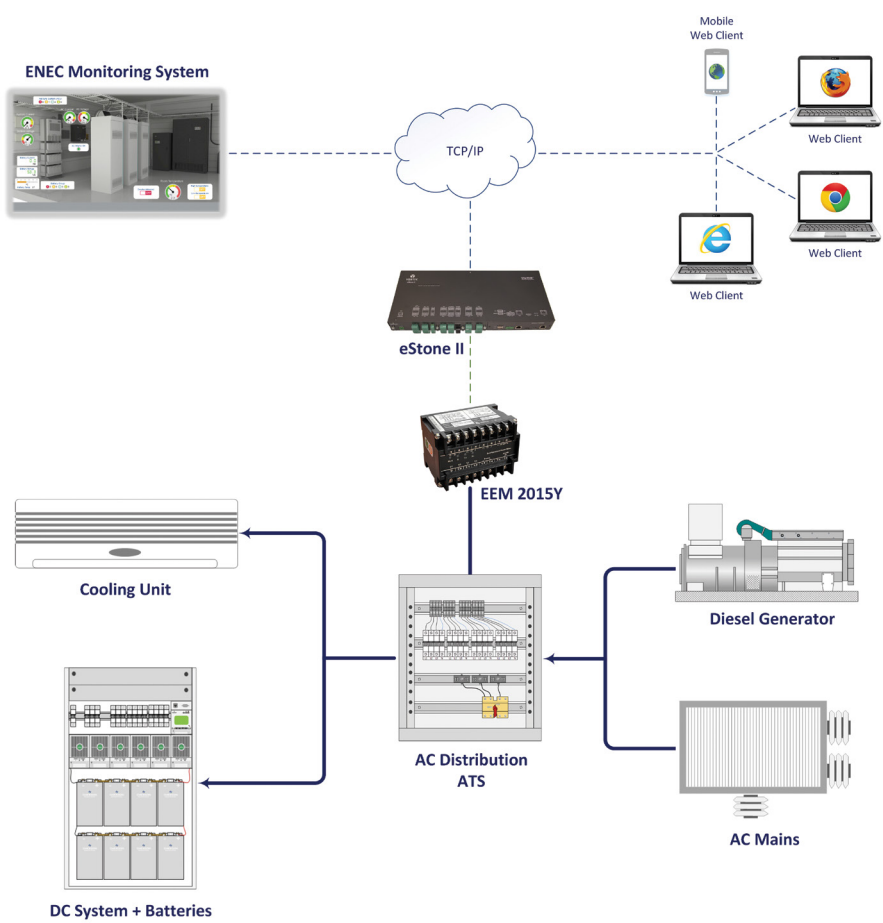 Mobile
Web Client
ENEC Monitoring System
TCP/IP
Web Client
Web Client
Web Client
eStone II
EEM 2015Y
Cooling Unit
Diesel Generator
AC Distribution
ATS
AC Mains
DC System + Batteries